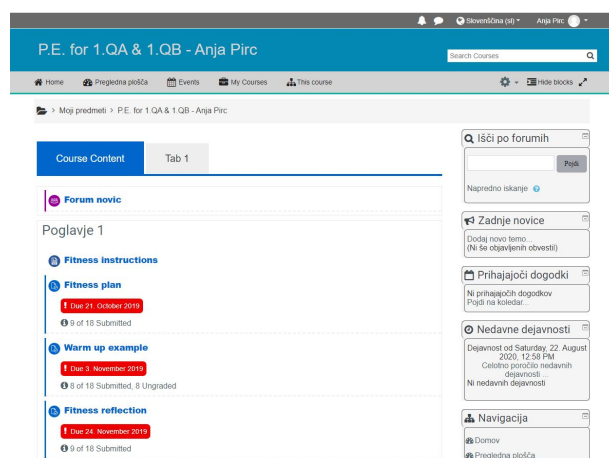 Slovenščina (sl)
Anja Pirc
P.E. for 1.QA & 1.QB - Anja Pirc
Search Courses
Home
Pregledna plošča
Events
My Courses
This course
Hide blocks
> Moji predmeti > P.E. for 1.QA & 1.QB - Anja Pirc
Course Content
Tab 1
Forum novic
Poglavje 1
Fitness instructions
Fitness plan
Due 21. October 2019
9 of 18 Submitted
Warm up example
Due 3. November 2019
8 of 18 Submitted, 8 Ungraded
Fitness reflection
Due 24. November 2019
9 of 18 Submitted
Išči po forumih
Pojdi
Napredno iskanje
Zadnje novice
Dodaj novo temo...
(Ni še objavljenih obvestil)
Prihajajoči dogodki
Ni prihajajočih dogodkov
Pojdi na koledar...
Nedavne dejavnosti
Dejavnost od Saturday, 22. August
2020, 12:58 PM
Celotno poročilo nedavnih
dejavnosti ...
Ni nedavnih dejavnosti
Navigacija
Domov
Pregledna plošča